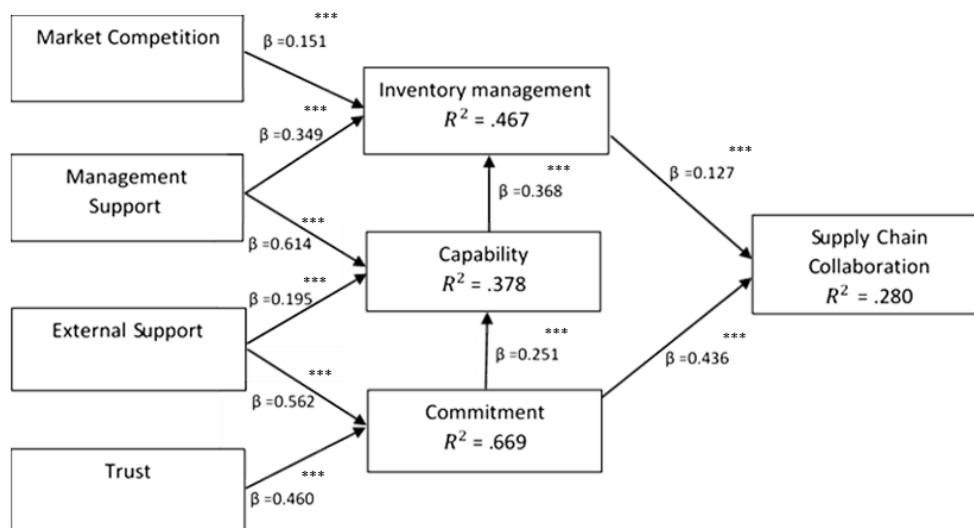 Market Competition
***
β =0.151
Inventory management
R² = .467
***
β =0.349
Management
Support
***
β =0.368
***
β =0.127
***
β =0.614
Capability
R² = .378
Supply Chain
Collaboration
R² = .280
***
β =0.195
External Support
***
β =0.251
***
β =0.436
***
β =0.562
Commitment
R² = .669
Trust
***
β =0.460